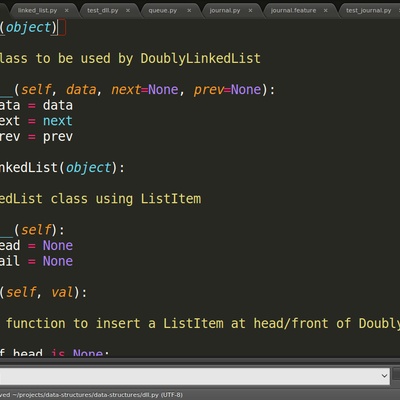 linked_list.py × test_dll.py × queue.py × journal.py × journal.feature × test_journal.py
(object)
lass to be used by DoublyLinkedList
__(self, data, next=None, prev=None):
ata = data
ext = next
rev = prev
nkedList(object):
edList class using ListItem
__(self):
ead = None
ail = None
(self, val):
function to insert a ListItem at head/front of Doubly
f head is None:
ved ~/projects/data-structures/data-structures/dll.py (UTF-8)